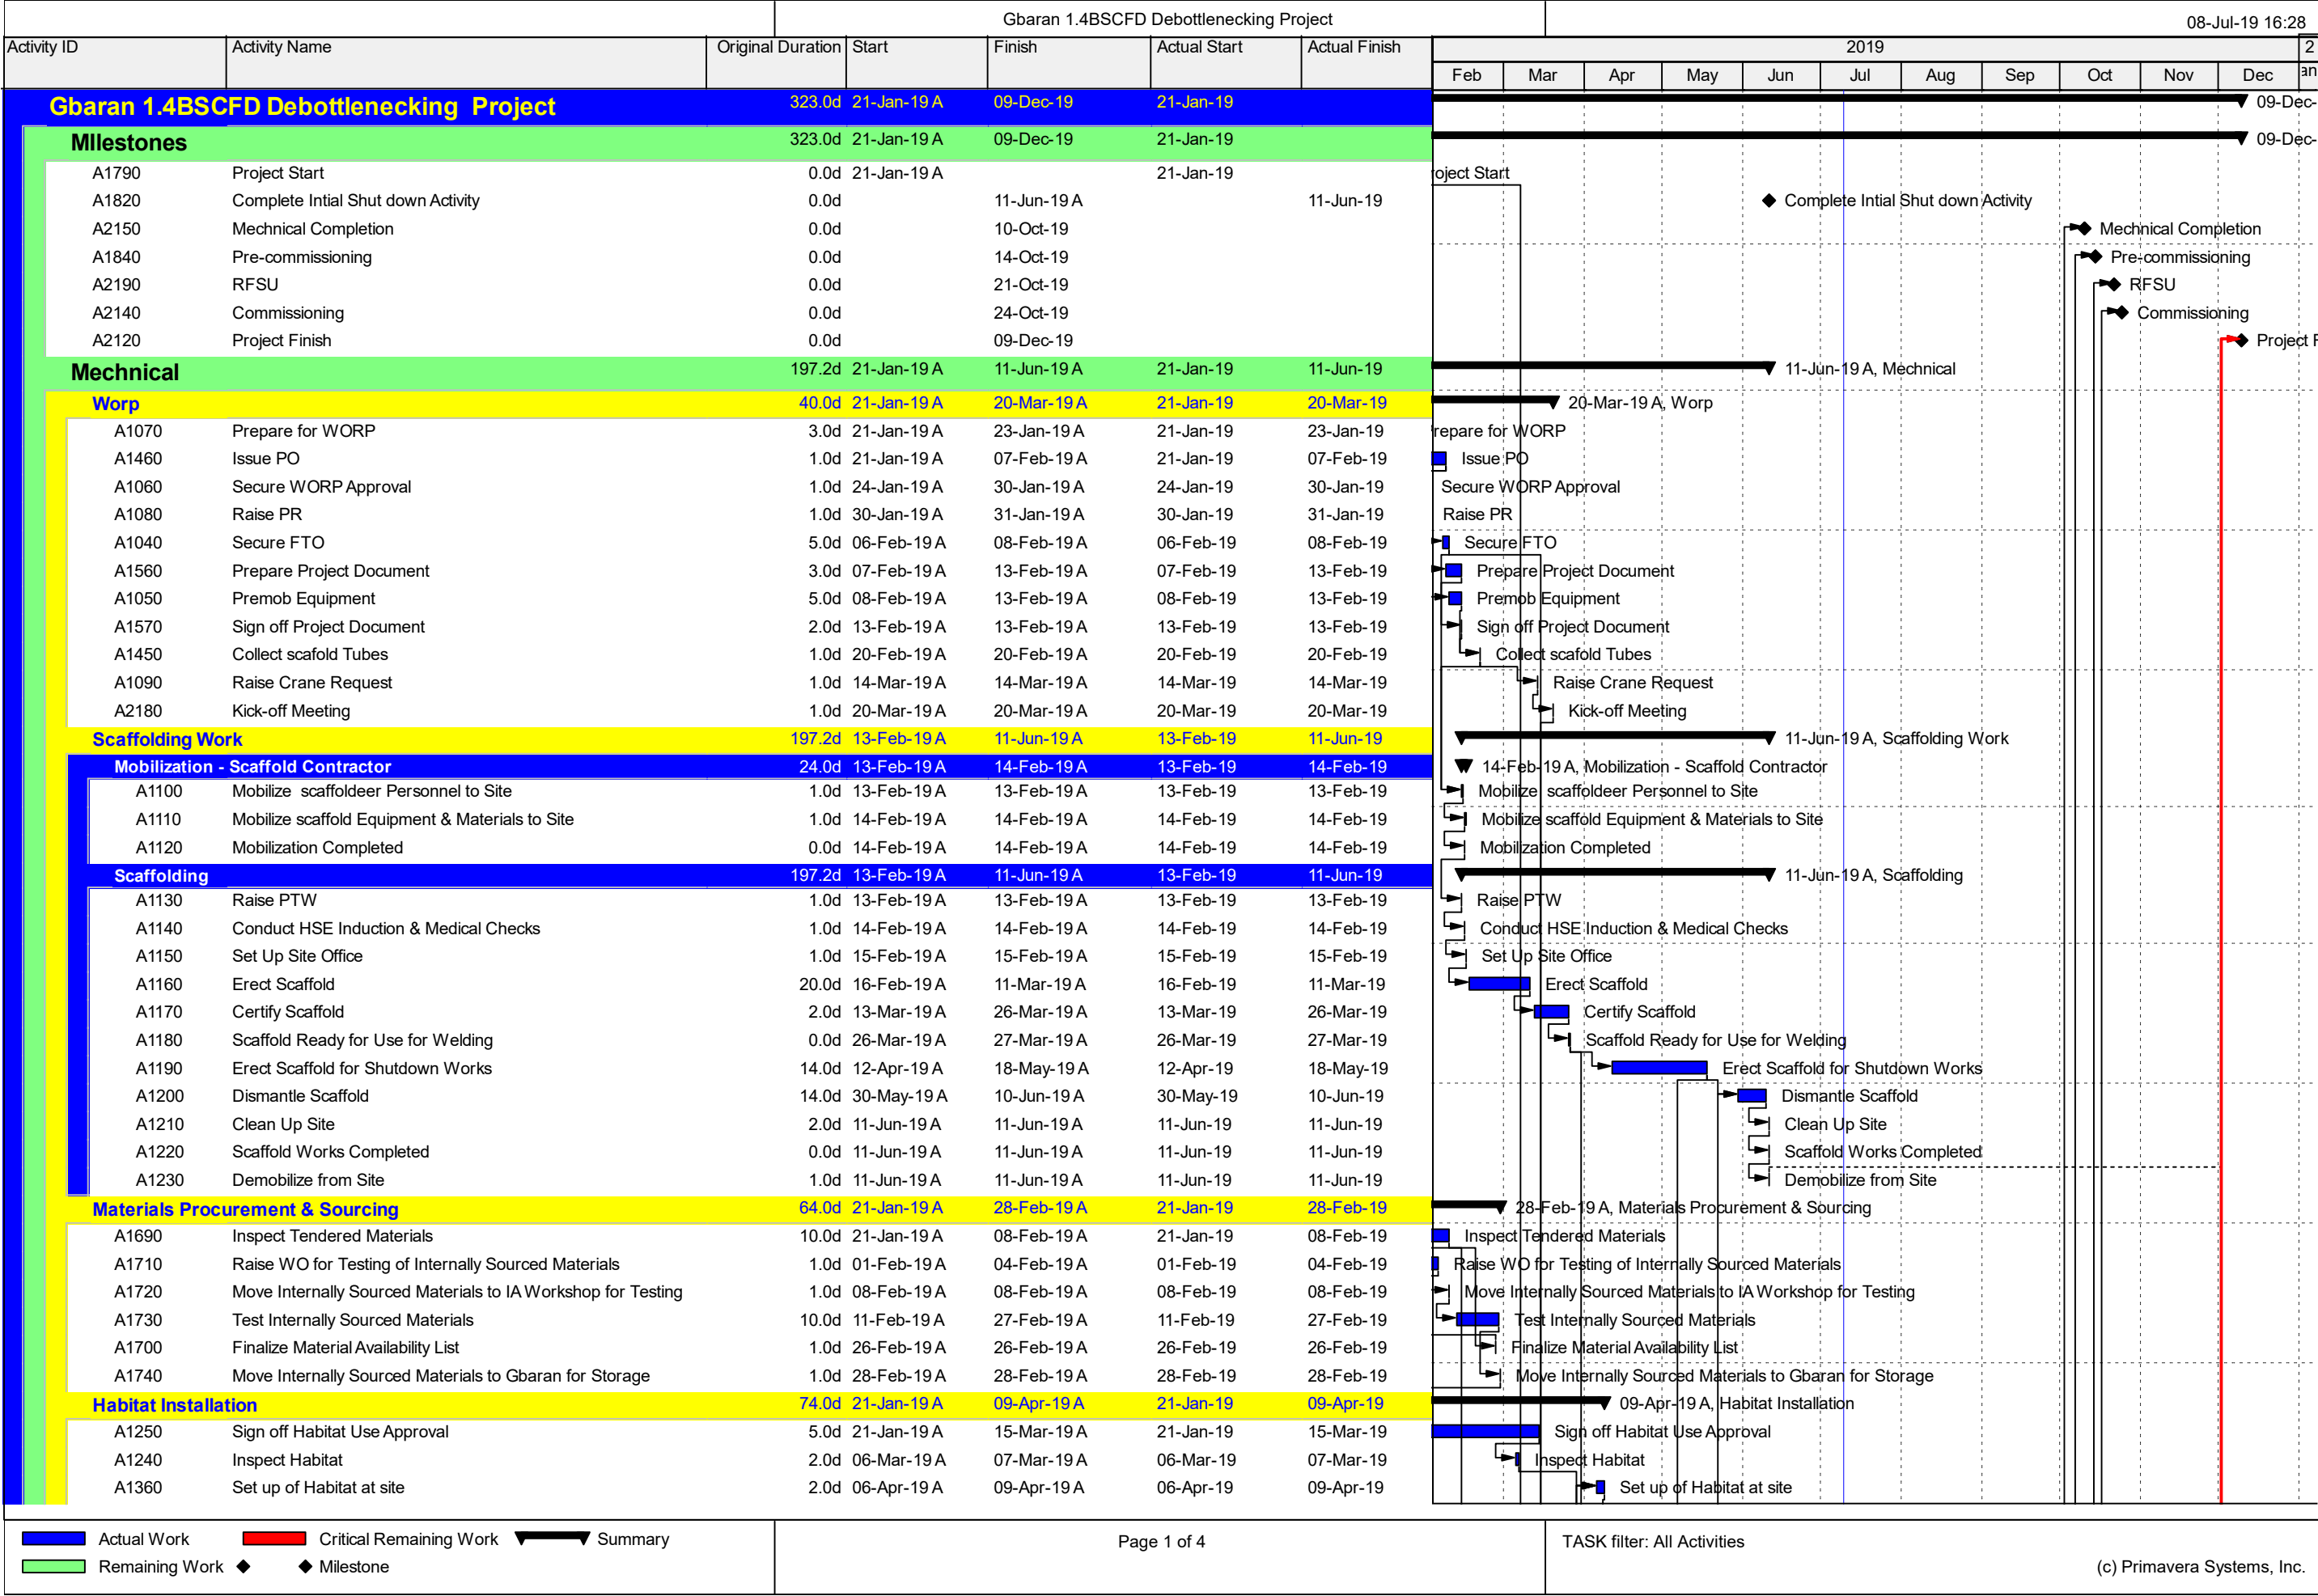 Gbaran 1.4BSCFD Debottlenecking Project
08-Jul-19 16:28
Activity ID Activity Name Original Duration Start Finish Actual Start Actual Finish 2019 2
Feb Mar Apr May Jun Jul Aug Sep Oct Nov Dec an
Gbaran 1.4BSCFD Debottlenecking Project 323.0d 21-Jan-19 A 09-Dec-19 21-Jan-19 09-Dec-
MIlestones 323.0d 21-Jan-19 A 09-Dec-19 21-Jan-19 09-Dec-
A1790 Project Start 0.0d 21-Jan-19 A 21-Jan-19 oject Start
A1820 Complete Intial Shut down Activity 0.0d 11-Jun-19 A 11-Jun-19 Complete Intial Shut down Activity
A2150 Mechnical Completion 0.0d 10-Oct-19 Mechnical Completion
A1840 Pre-commissioning 0.0d 14-Oct-19 Pre-commissioning
A2190 RFSU 0.0d 21-Oct-19 RFSU
A2140 Commissioning 0.0d 24-Oct-19 Commissioning
A2120 Project Finish 0.0d 09-Dec-19 Project F
Mechnical 197.2d 21-Jan-19 A 11-Jun-19 A 21-Jan-19 11-Jun-19 11-Jun-19 A, Mechnical
Worp 40.0d 21-Jan-19 A 20-Mar-19 A 21-Jan-19 20-Mar-19 20-Mar-19 A, Worp
A1070 Prepare for WORP 3.0d 21-Jan-19 A 23-Jan-19 A 21-Jan-19 23-Jan-19 repare for WORP
A1460 Issue PO 1.0d 21-Jan-19 A 07-Feb-19 A 21-Jan-19 07-Feb-19 Issue PO
A1060 Secure WORP Approval 1.0d 24-Jan-19 A 30-Jan-19 A 24-Jan-19 30-Jan-19 Secure WORP Approval
A1080 Raise PR 1.0d 30-Jan-19 A 31-Jan-19 A 30-Jan-19 31-Jan-19 Raise PR
A1040 Secure FTO 5.0d 06-Feb-19 A 08-Feb-19 A 06-Feb-19 08-Feb-19 Secure FTO
A1560 Prepare Project Document 3.0d 07-Feb-19 A 13-Feb-19 A 07-Feb-19 13-Feb-19 Prepare Project Document
A1050 Premob Equipment 5.0d 08-Feb-19 A 13-Feb-19 A 08-Feb-19 13-Feb-19 Premob Equipment
A1570 Sign off Project Document 2.0d 13-Feb-19 A 13-Feb-19 A 13-Feb-19 13-Feb-19 Sign off Project Document
A1450 Collect scafold Tubes 1.0d 20-Feb-19 A 20-Feb-19 A 20-Feb-19 20-Feb-19 Collect scafold Tubes
A1090 Raise Crane Request 1.0d 14-Mar-19 A 14-Mar-19 A 14-Mar-19 14-Mar-19 Raise Crane Request
A2180 Kick-off Meeting 1.0d 20-Mar-19 A 20-Mar-19 A 20-Mar-19 20-Mar-19 Kick-off Meeting
Scaffolding Work 197.2d 13-Feb-19 A 11-Jun-19 A 13-Feb-19 11-Jun-19 11-Jun-19 A, Scaffolding Work
Mobilization - Scaffold Contractor 24.0d 13-Feb-19 A 14-Feb-19 A 13-Feb-19 14-Feb-19 14-Feb-19 A, Mobilization - Scaffold Contractor
A1100 Mobilize scaffoldeer Personnel to Site 1.0d 13-Feb-19 A 13-Feb-19 A 13-Feb-19 13-Feb-19 Mobilize scaffoldeer Personnel to Site
A1110 Mobilize scaffold Equipment & Materials to Site 1.0d 14-Feb-19 A 14-Feb-19 A 14-Feb-19 14-Feb-19 Mobilize scaffold Equipment & Materials to Site
A1120 Mobilization Completed 0.0d 14-Feb-19 A 14-Feb-19 A 14-Feb-19 14-Feb-19 Mobilization Completed
Scaffolding 197.2d 13-Feb-19 A 11-Jun-19 A 13-Feb-19 11-Jun-19 11-Jun-19 A, Scaffolding
A1130 Raise PTW 1.0d 13-Feb-19 A 13-Feb-19 A 13-Feb-19 13-Feb-19 Raise PTW
A1140 Conduct HSE Induction & Medical Checks 1.0d 14-Feb-19 A 14-Feb-19 A 14-Feb-19 14-Feb-19 Conduct HSE Induction & Medical Checks
A1150 Set Up Site Office 1.0d 15-Feb-19 A 15-Feb-19 A 15-Feb-19 15-Feb-19 Set Up Site Office
A1160 Erect Scaffold 20.0d 16-Feb-19 A 11-Mar-19 A 16-Feb-19 11-Mar-19 Erect Scaffold
A1170 Certify Scaffold 2.0d 13-Mar-19 A 26-Mar-19 A 13-Mar-19 26-Mar-19 Certify Scaffold
A1180 Scaffold Ready for Use for Welding 0.0d 26-Mar-19 A 27-Mar-19 A 26-Mar-19 27-Mar-19 Scaffold Ready for Use for Welding
A1190 Erect Scaffold for Shutdown Works 14.0d 12-Apr-19 A 18-May-19 A 12-Apr-19 18-May-19 Erect Scaffold for Shutdown Works
A1200 Dismantle Scaffold 14.0d 30-May-19 A 10-Jun-19 A 30-May-19 10-Jun-19 Dismantle Scaffold
A1210 Clean Up Site 2.0d 11-Jun-19 A 11-Jun-19 A 11-Jun-19 11-Jun-19 Clean Up Site
A1220 Scaffold Works Completed 0.0d 11-Jun-19 A 11-Jun-19 A 11-Jun-19 11-Jun-19 Scaffold Works Completed
A1230 Demobilize from Site 1.0d 11-Jun-19 A 11-Jun-19 A 11-Jun-19 11-Jun-19 Demobilize from Site
Materials Procurement & Sourcing 64.0d 21-Jan-19 A 28-Feb-19 A 21-Jan-19 28-Feb-19 28-Feb-19 A, Materials Procurement & Sourcing
A1690 Inspect Tendered Materials 10.0d 21-Jan-19 A 08-Feb-19 A 21-Jan-19 08-Feb-19 Inspect Tendered Materials
A1710 Raise WO for Testing of Internally Sourced Materials 1.0d 01-Feb-19 A 04-Feb-19 A 01-Feb-19 04-Feb-19 Raise WO for Testing of Internally Sourced Materials
A1720 Move Internally Sourced Materials to IA Workshop for Testing 1.0d 08-Feb-19 A 08-Feb-19 A 08-Feb-19 08-Feb-19 Move Internally Sourced Materials to IA Workshop for Testing
A1730 Test Internally Sourced Materials 10.0d 11-Feb-19 A 27-Feb-19 A 11-Feb-19 27-Feb-19 Test Internally Sourced Materials
A1700 Finalize Material Availability List 1.0d 26-Feb-19 A 26-Feb-19 A 26-Feb-19 26-Feb-19 Finalize Material Availability List
A1740 Move Internally Sourced Materials to Gbaran for Storage 1.0d 28-Feb-19 A 28-Feb-19 A 28-Feb-19 28-Feb-19 Move Internally Sourced Materials to Gbaran for Storage
Habitat Installation 74.0d 21-Jan-19 A 09-Apr-19 A 21-Jan-19 09-Apr-19 09-Apr-19 A, Habitat Installation
A1250 Sign off Habitat Use Approval 5.0d 21-Jan-19 A 15-Mar-19 A 21-Jan-19 15-Mar-19 Sign off Habitat Use Approval
A1240 Inspect Habitat 2.0d 06-Mar-19 A 07-Mar-19 A 06-Mar-19 07-Mar-19 Inspect Habitat
A1360 Set up of Habitat at site 2.0d 06-Apr-19 A 09-Apr-19 A 06-Apr-19 09-Apr-19 Set up of Habitat at site
Actual Work Critical Remaining Work Summary Page 1 of 4 TASK filter: All Activities
Remaining Work Milestone (c) Primavera Systems, Inc.